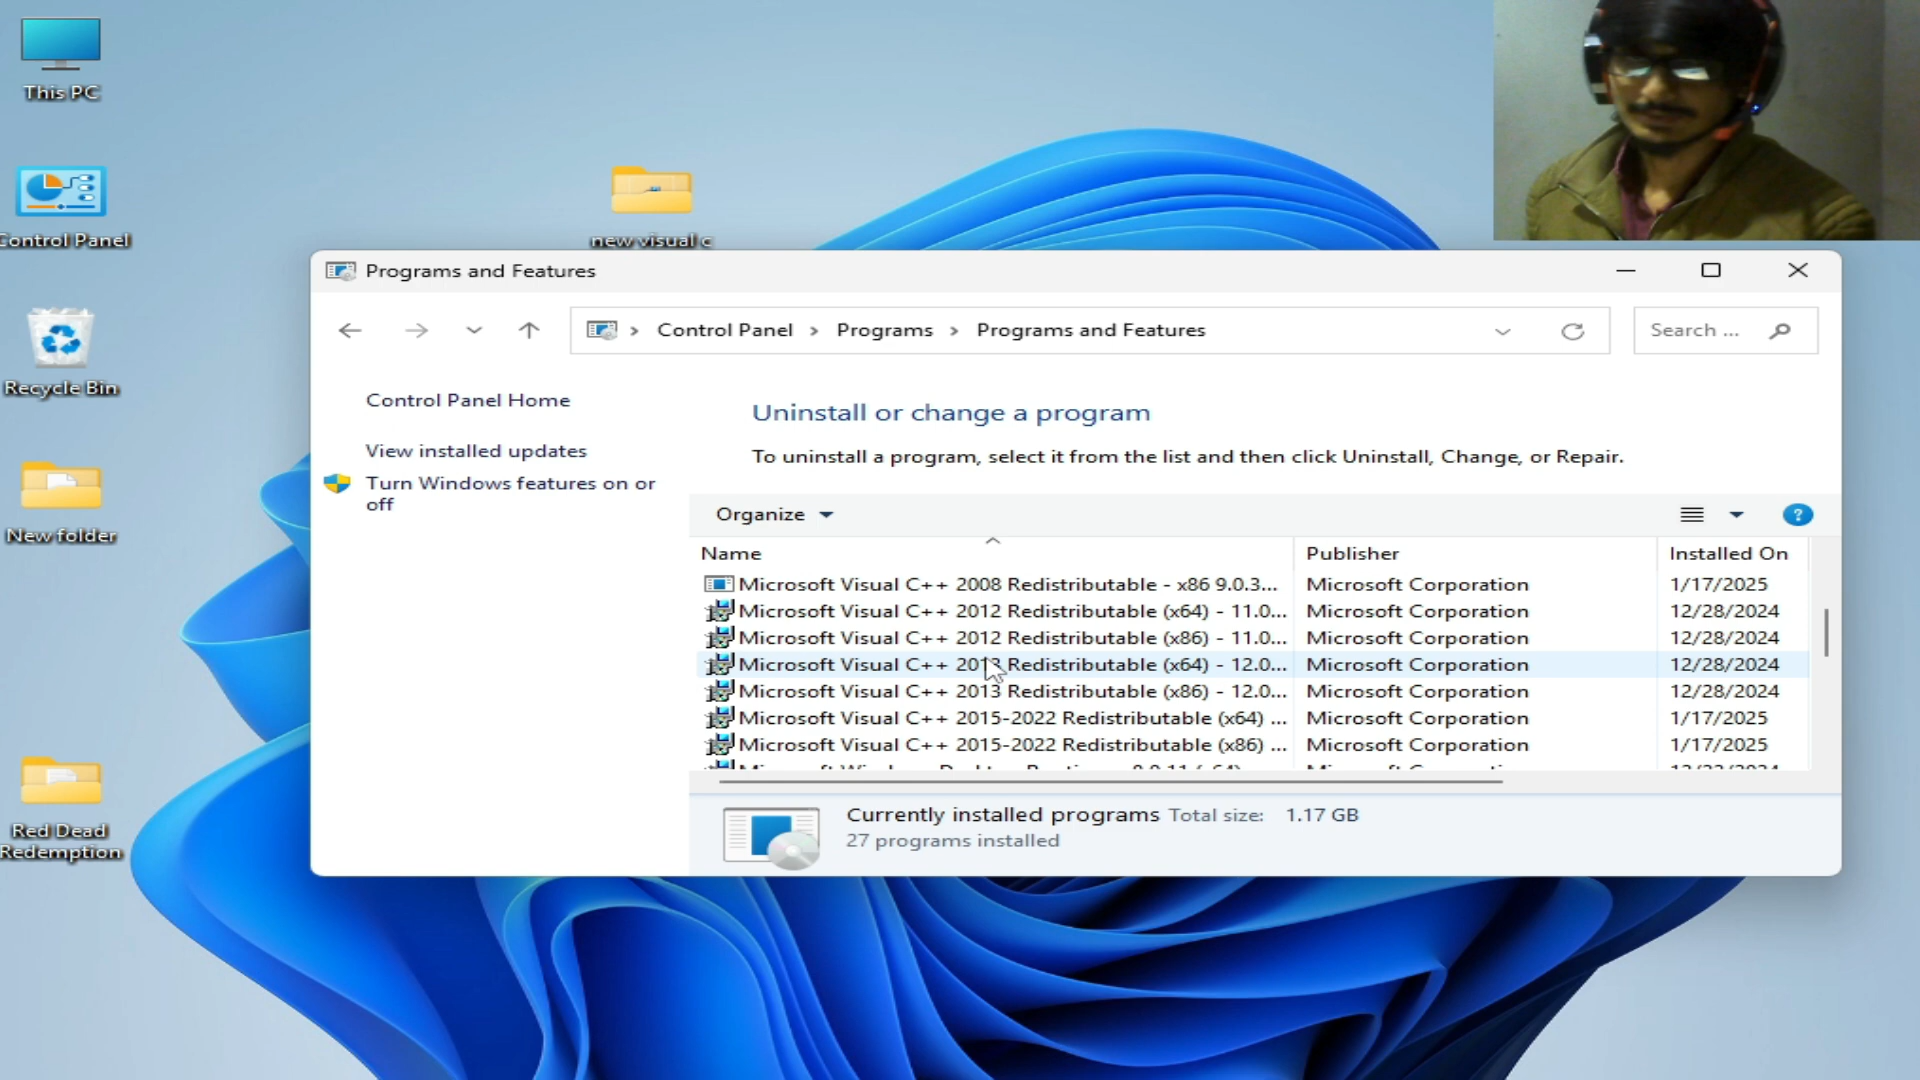 This PC
Control Panel
Recycle Bin
New folder
Red Dead
Redemption
new visual c
Programs and Features
Control Panel > Programs > Programs and Features
Search ...
Control Panel Home
View installed updates
Turn Windows features on or
off
Uninstall or change a program
To uninstall a program, select it from the list and then click Uninstall, Change, or Repair.
Organize
?
Name Publisher Installed On
Microsoft Visual C++ 2008 Redistributable - x86 9.0.3... Microsoft Corporation 1/17/2025
Microsoft Visual C++ 2012 Redistributable (x64) - 11.0... Microsoft Corporation 12/28/2024
Microsoft Visual C++ 2012 Redistributable (x86) - 11.0... Microsoft Corporation 12/28/2024
Microsoft Visual C++ 2013 Redistributable (x64) - 12.0... Microsoft Corporation 12/28/2024
Microsoft Visual C++ 2013 Redistributable (x86) - 12.0... Microsoft Corporation 12/28/2024
Microsoft Visual C++ 2015-2022 Redistributable (x64) ... Microsoft Corporation 1/17/2025
Microsoft Visual C++ 2015-2022 Redistributable (x86) ... Microsoft Corporation 1/17/2025
Currently installed programs Total size: 1.17 GB
27 programs installed